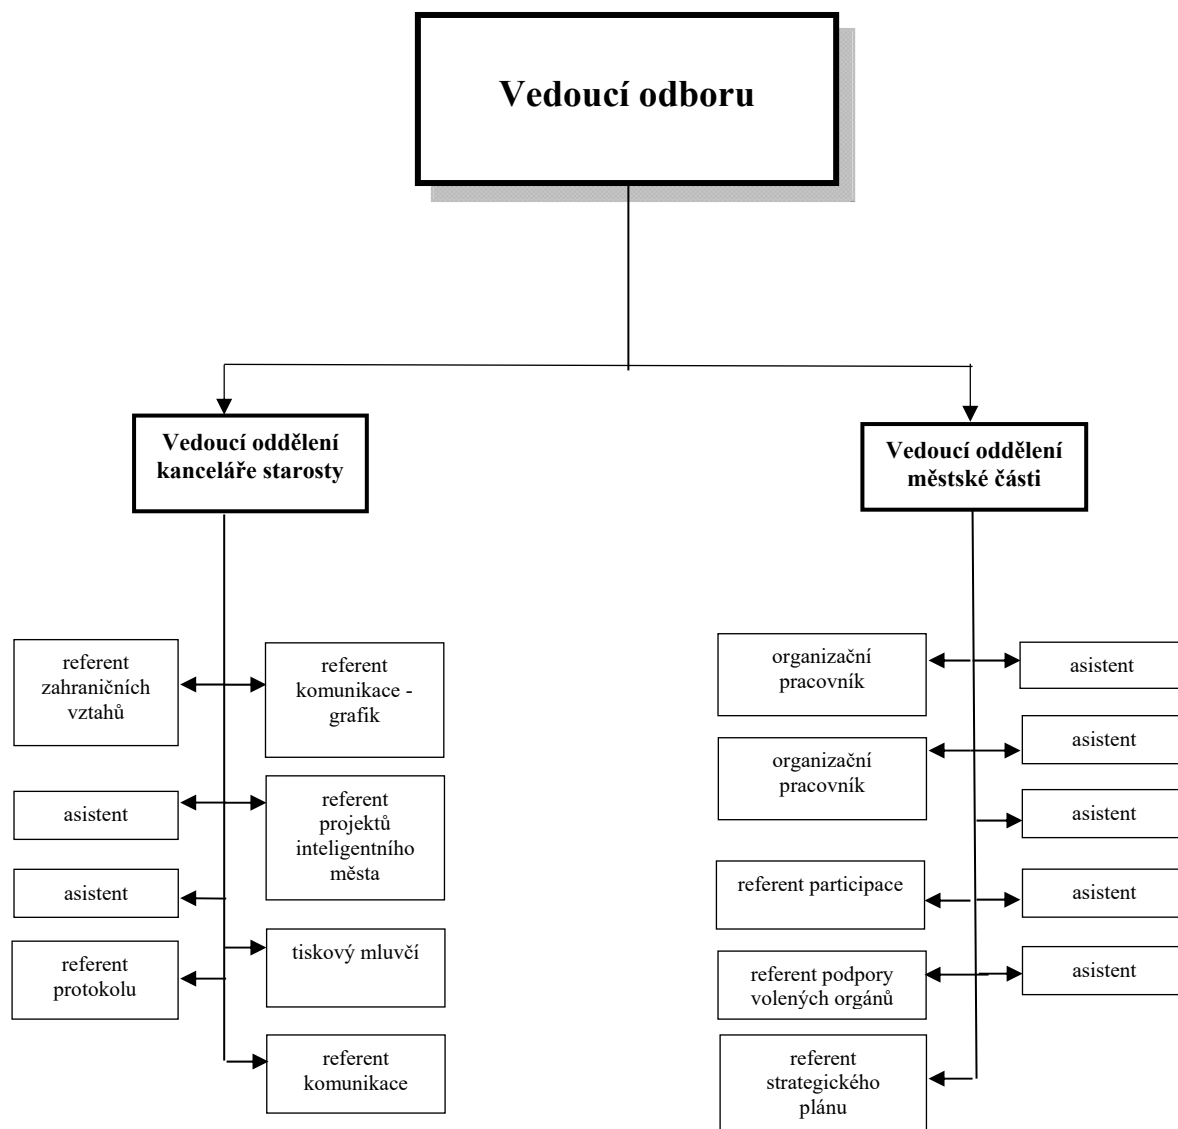 Vedoucí odboru
Vedoucí oddělení
kanceláře starosty
Vedoucí oddělení
městské části
referent
zahraničních
vztahů
referent
komunikace -
grafik
asistent
referent
projektů
inteligentního
města
asistent
tiskový mluvčí
referent
protokolu
referent
komunikace
organizační
pracovník
asistent
organizační
pracovník
asistent
asistent
referent participace
asistent
referent podpory
volených orgánů
asistent
referent
strategického
plánu